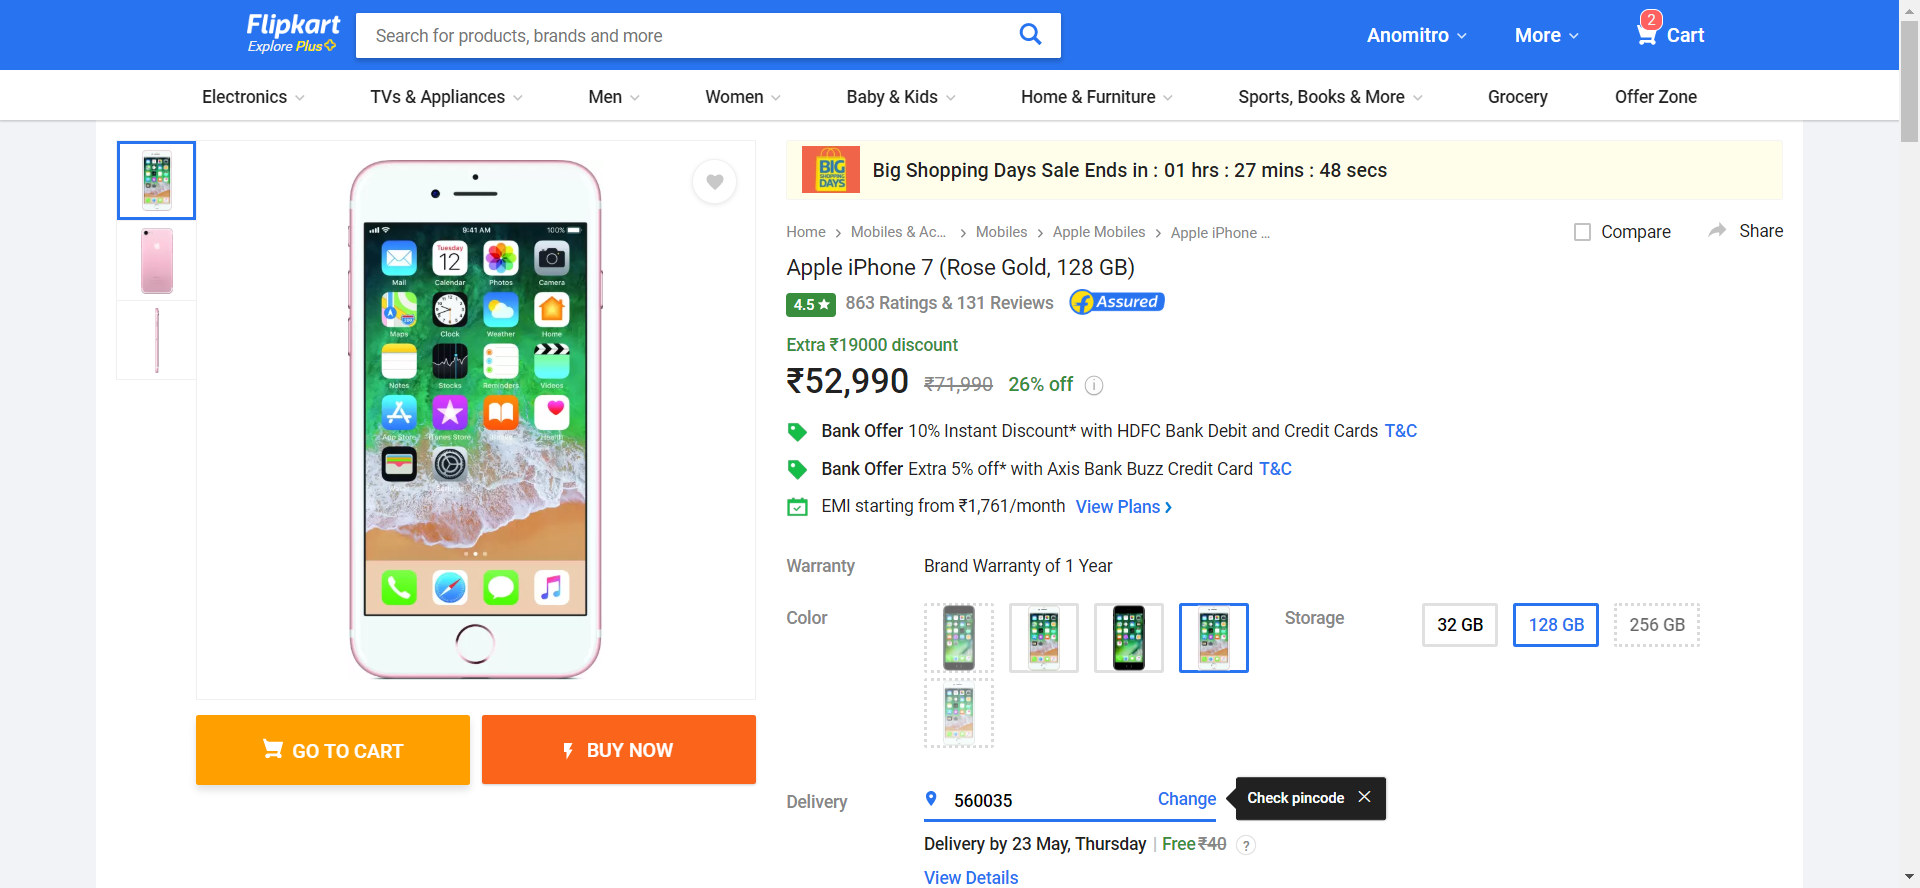 Flipkart
Explore Plus
Search for products, brands and more
Anomitro
More
2
Cart
Electronics
TVs & Appliances
Men
Women
Baby & Kids
Home & Furniture
Sports, Books & More
Grocery
Offer Zone
BIG SHOPPING DAYS
Big Shopping Days Sale Ends in : 01 hrs : 27 mins : 48 secs
Home
Mobiles & Ac...
Mobiles
Apple Mobiles
Apple iPhone ...
Compare
Share
Apple iPhone 7 (Rose Gold, 128 GB)
4.5★
863 Ratings & 131 Reviews
Assured
Extra ₹19000 discount
₹52,990 ₹71,990 26% off
Bank Offer 10% Instant Discount* with HDFC Bank Debit and Credit Cards T&C
Bank Offer Extra 5% off* with Axis Bank Buzz Credit Card T&C
EMI starting from ₹1,761/month View Plans
Warranty
Brand Warranty of 1 Year
Color
Storage
32 GB
128 GB
256 GB
Delivery
560035
Change
Check pincode
Delivery by 23 May, Thursday | Free ₹40 ?
View Details
9:41 AM
100%
Tuesday
12
Mail
Calendar
Photos
Camera
Maps
Clock
Weather
Home
Notes
Stocks
Reminders
Videos
App Store
iTunes Store
Health
GO TO CART
BUY NOW